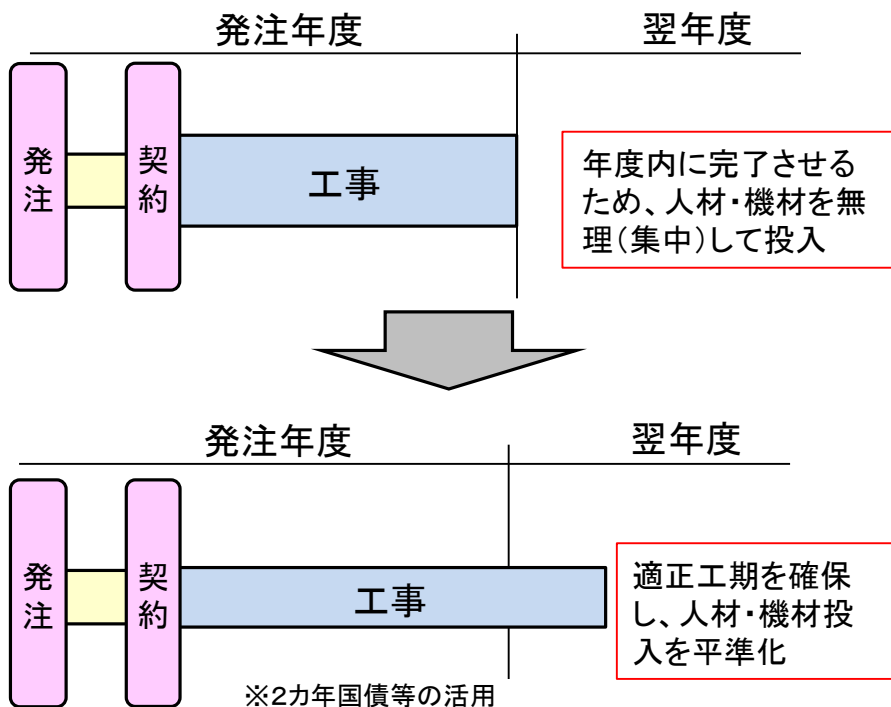 発注年度
翌年度
発注
契約
工事
年度内に完了させる
ため、人材・機材を無
理(集中)して投入
発注年度
翌年度
発注
契約
工事
適正工期を確保
し、人材・機材投
入を平準化
※2カ年国債等の活用